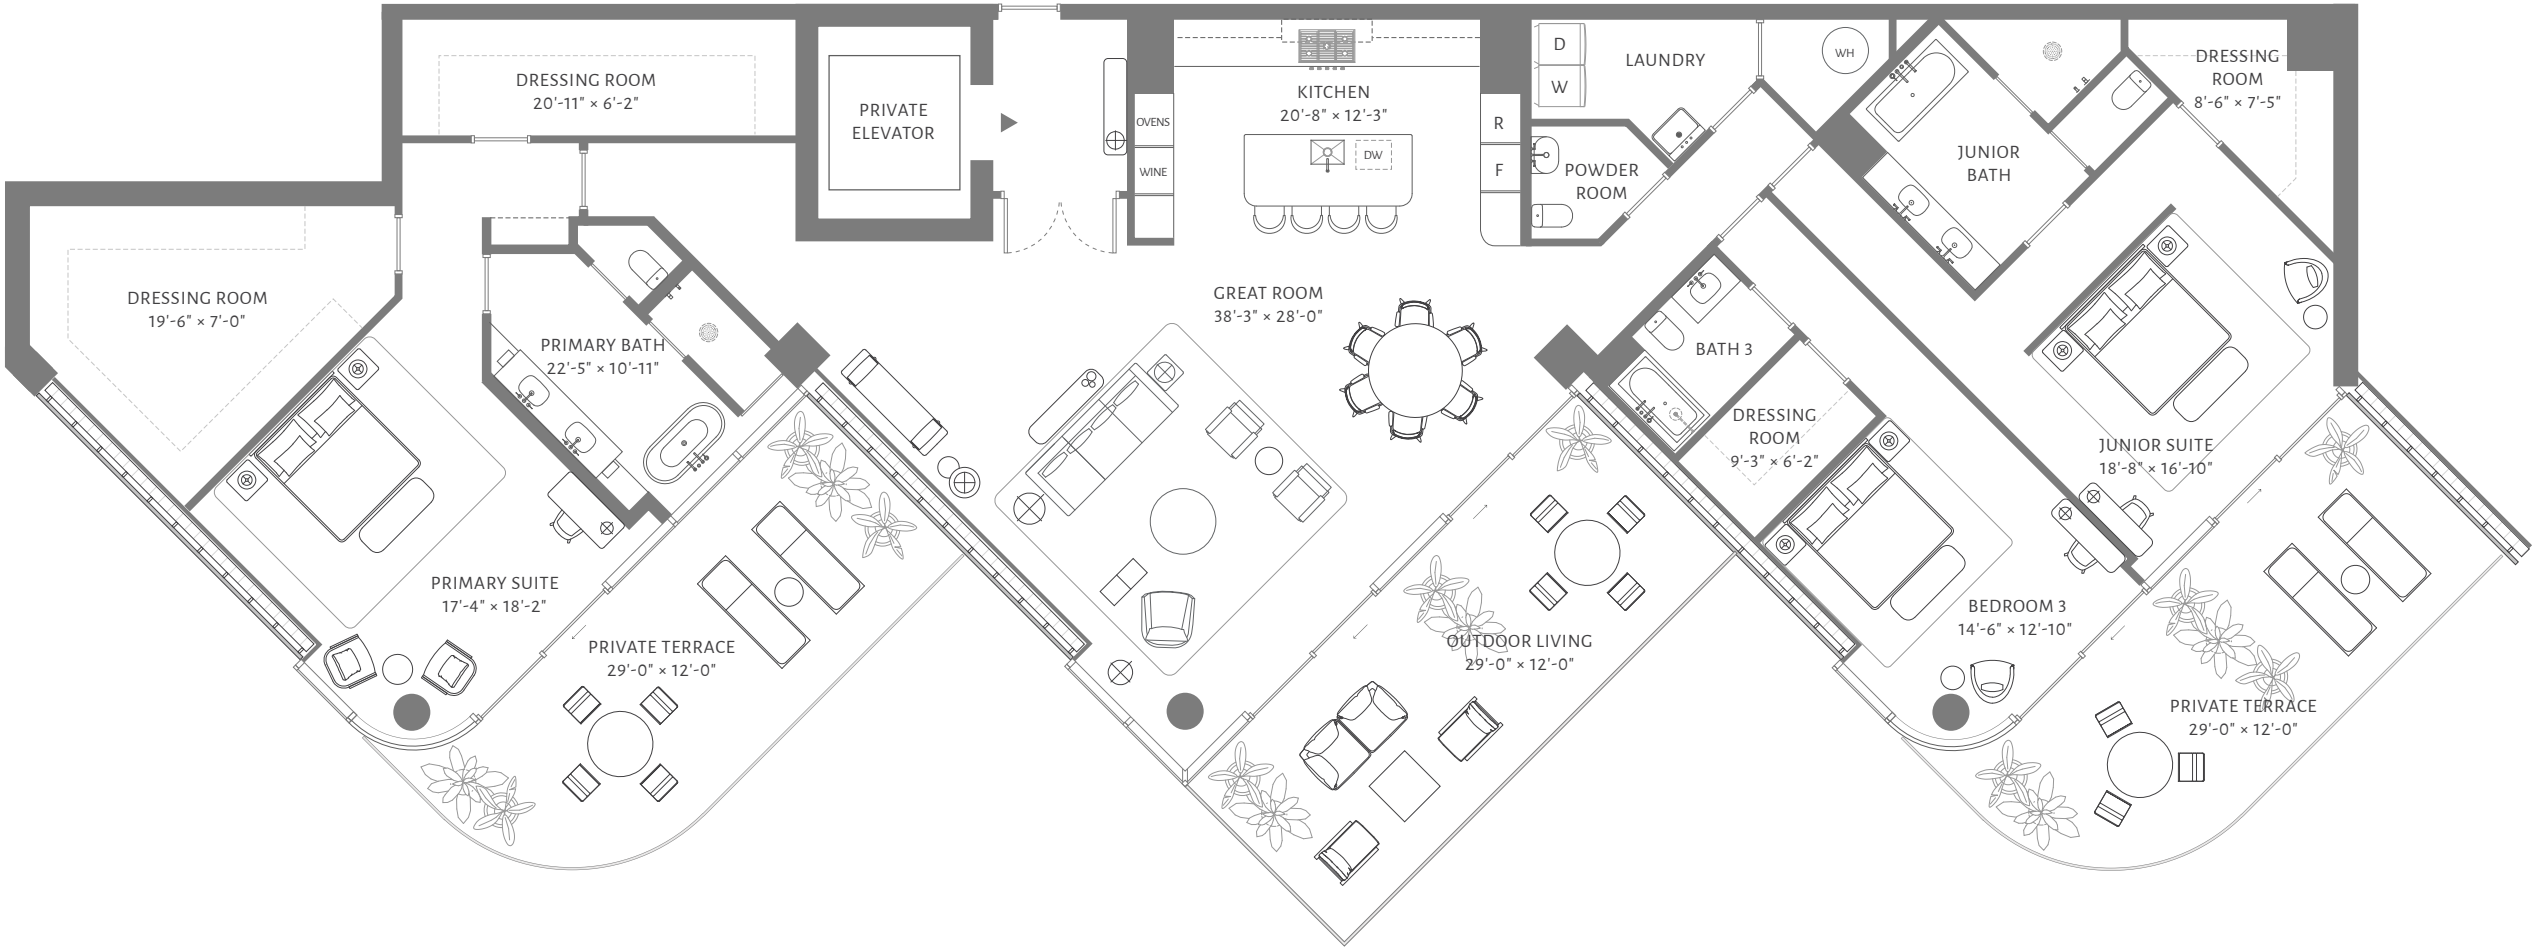 DRESSING ROOM
20'-11" × 6'-2"
PRIVATE
ELEVATOR
OVENS
WINE
KITCHEN
20'-8" × 12'-3"
DW
R
F
D
W
LAUNDRY
WH
POWDER
ROOM
JUNIOR
BATH
DRESSING
ROOM
8'-6" × 7'-5"
DRESSING ROOM
19'-6" × 7'-0"
PRIMARY BATH
22'-5" × 10'-11"
GREAT ROOM
38'-3" × 28'-0"
BATH 3
DRESSING
ROOM
9'-3" × 6'-2"
JUNIOR SUITE
18'-8" × 16'-10"
PRIMARY SUITE
17'-4" × 18'-2"
PRIVATE TERRACE
29'-0" × 12'-0"
OUTDOOR LIVING
29'-0" × 12'-0"
BEDROOM 3
14'-6" × 12'-10"
PRIVATE TERRACE
29'-0" × 12'-0"